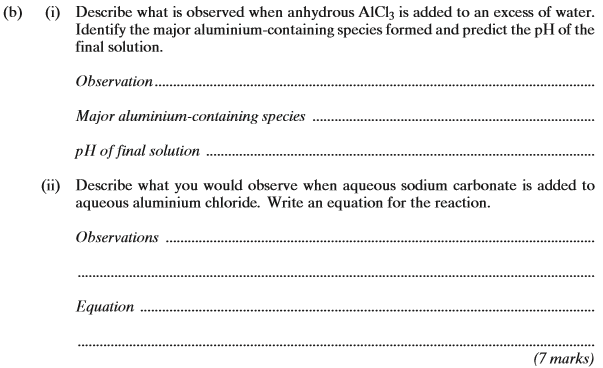 (b) (i) Describe what is observed when anhydrous AlCl₃ is added to an excess of water.
Identify the major aluminium-containing species formed and predict the pH of the
final solution.
Observation
Major aluminium-containing species
pH of final solution
(ii) Describe what you would observe when aqueous sodium carbonate is added to
aqueous aluminium chloride. Write an equation for the reaction.
Observations
Equation
(7 marks)